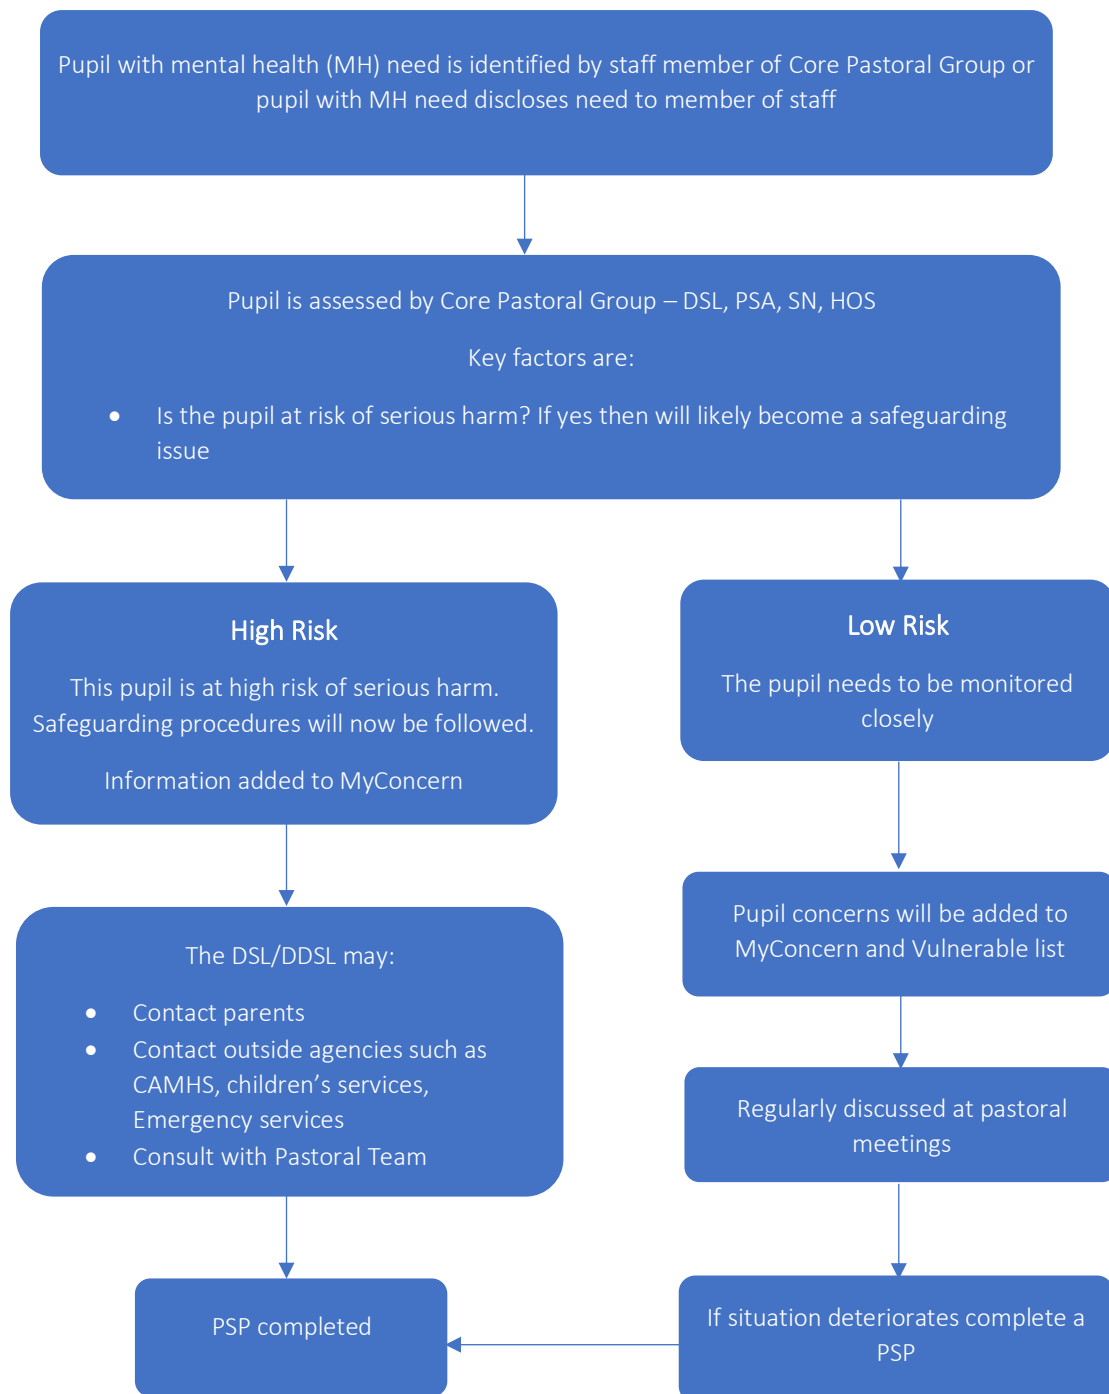 Pupil with mental health (MH) need is identified by staff member of Core Pastoral Group or
pupil with MH need discloses need to member of staff
Pupil is assessed by Core Pastoral Group – DSL, PSA, SN, HOS
Key factors are:
• Is the pupil at risk of serious harm? If yes then will likely become a safeguarding
issue
High Risk
This pupil is at high risk of serious harm.
Safeguarding procedures will now be followed.
Information added to MyConcern
Low Risk
The pupil needs to be monitored
closely
The DSL/DDSL may:
• Contact parents
• Contact outside agencies such as
CAMHS, children’s services,
Emergency services
• Consult with Pastoral Team
Pupil concerns will be added to
MyConcern and Vulnerable list
Regularly discussed at pastoral
meetings
PSP completed
If situation deteriorates complete a
PSP